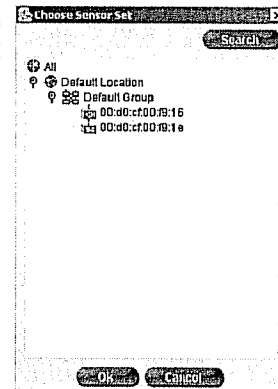 Choose Sensor Set
Search
All
Default Location
Default Group
00:d0:cf:00:f9:16
00:d0:cf:00:f9:1e
Ok
Cancel